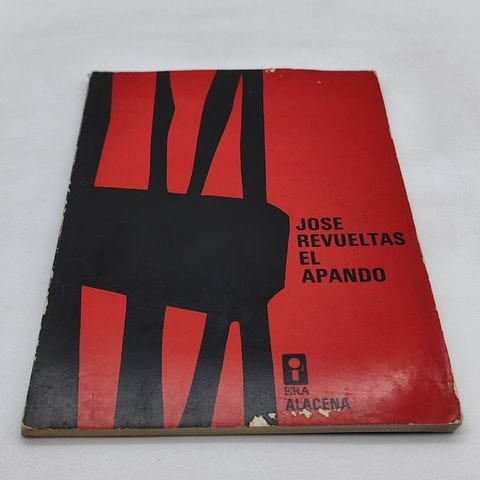 JOSE
REVUELTAS
EL
APANDO
ERA
ALACENA